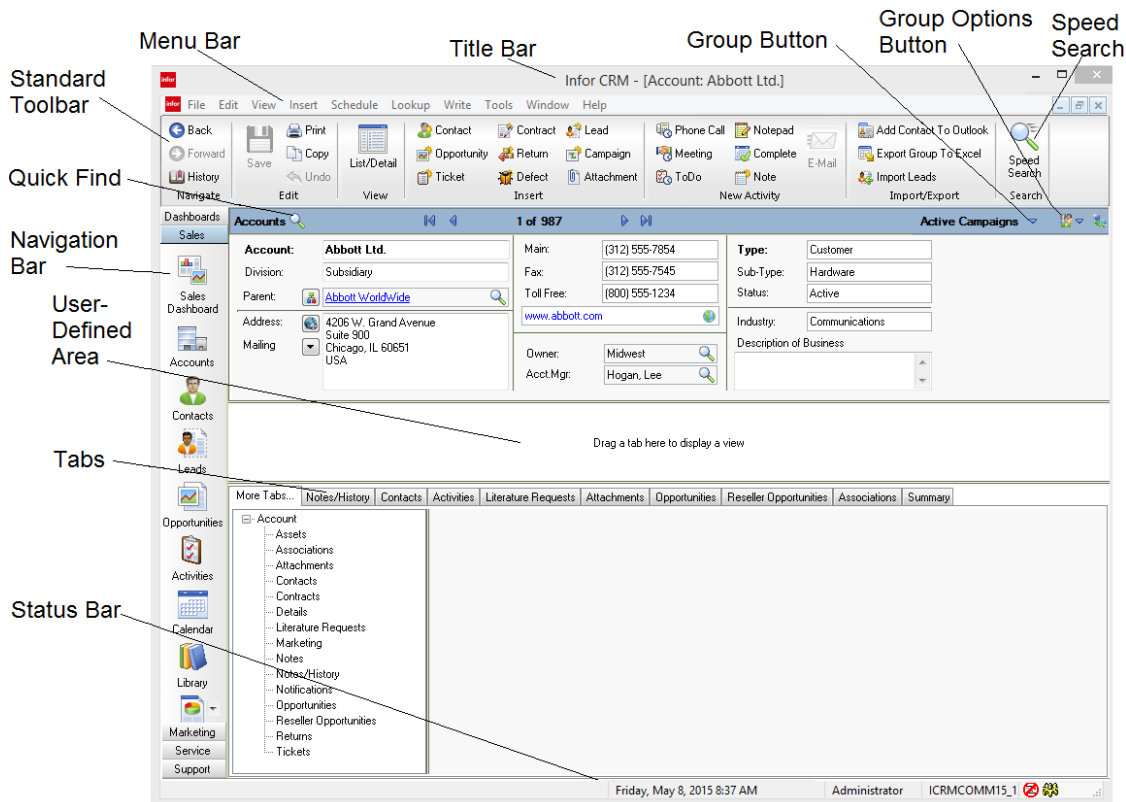 Group Options
Button
Speed
Search
Menu Bar
Title Bar
Group Button
Standard
Toolbar
infor
Infor CRM - [Account: Abbott Ltd.]
infor File Edit View Insert Schedule Lookup Write Tools Window Help
Back
Forward
History
Navigate
Save
Print
Copy
Undo
Edit
List/Detail
View
Contact
Contract
Lead
Opportunity
Return
Campaign
Ticket
Defect
Attachment
Insert
Phone Call
Notepad
Meeting
Complete
ToDo
Note
E-Mail
New Activity
Add Contact To Outlook
Export Group To Excel
Import Leads
Import/Export
Speed
Search
Search
Quick Find
Navigation
Bar
User-
Defined
Area
Tabs
Status Bar
Dashboards
Sales
Sales
Dashboard
Accounts
Contacts
Leads
Opportunities
Activities
Calendar
Library
Marketing
Service
Support
Accounts
1 of 987
Active Campaigns
Account: Abbott Ltd.
Division: Subsidiary
Parent: Abbott WorldWide
Address: 4206 W. Grand Avenue
Suite 900
Mailing Chicago, IL 60651
USA
Main: (312) 555-7854
Fax: (312) 555-7545
Toll Free: (800) 555-1234
www.abbott.com
Owner: Midwest
Acct.Mgr: Hogan, Lee
Type: Customer
Sub-Type: Hardware
Status: Active
Industry: Communications
Description of Business
Drag a tab here to display a view
More Tabs... Notes/History Contacts Activities Literature Requests Attachments Opportunities Reseller Opportunities Associations Summary
Account
Assets
Associations
Attachments
Contacts
Contracts
Details
Literature Requests
Marketing
Notes
Notes/History
Notifications
Opportunities
Reseller Opportunities
Returns
Tickets
Friday, May 8, 2015 8:37 AM Administrator ICRMCOMM15_1